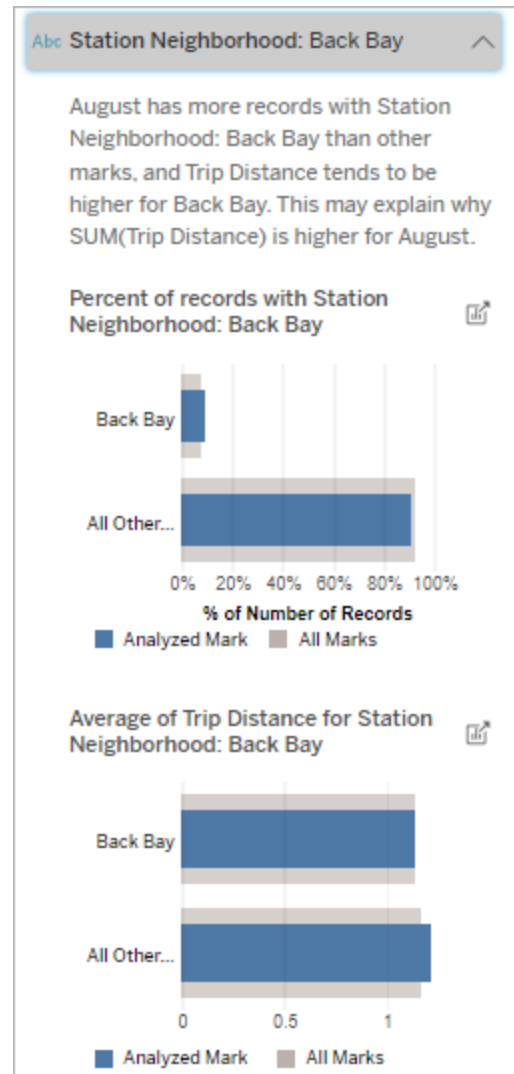 Abc Station Neighborhood: Back Bay
August has more records with Station
Neighborhood: Back Bay than other
marks, and Trip Distance tends to be
higher for Back Bay. This may explain why
SUM(Trip Distance) is higher for August.
Percent of records with Station
Neighborhood: Back Bay
Back Bay
All Other...
0% 20% 40% 60% 80% 100%
% of Number of Records
Analyzed Mark All Marks
Average of Trip Distance for Station
Neighborhood: Back Bay
Back Bay
All Other...
0 0.5 1
Analyzed Mark All Marks